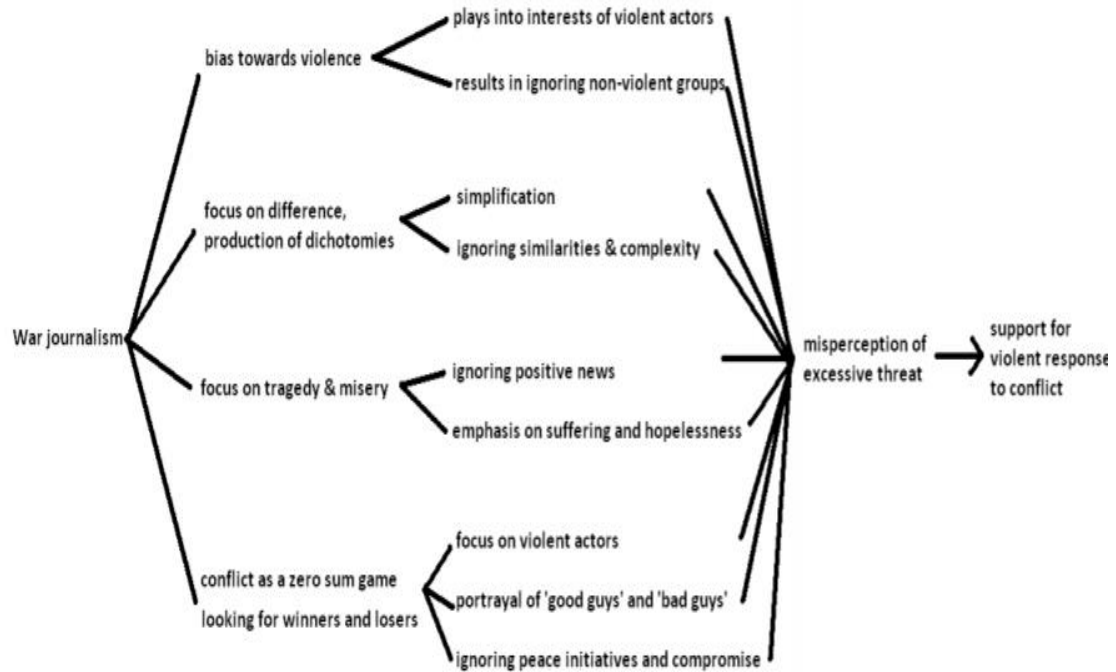 War journalism
bias towards violence
plays into interests of violent actors
results in ignoring non-violent groups
focus on difference,
production of dichotomies
simplification
ignoring similarities & complexity
focus on tragedy & misery
ignoring positive news
emphasis on suffering and hopelessness
conflict as a zero sum game
looking for winners and losers
focus on violent actors
portrayal of 'good guys' and 'bad guys'
ignoring peace initiatives and compromise
misperception of
excessive threat
support for
violent response
to conflict